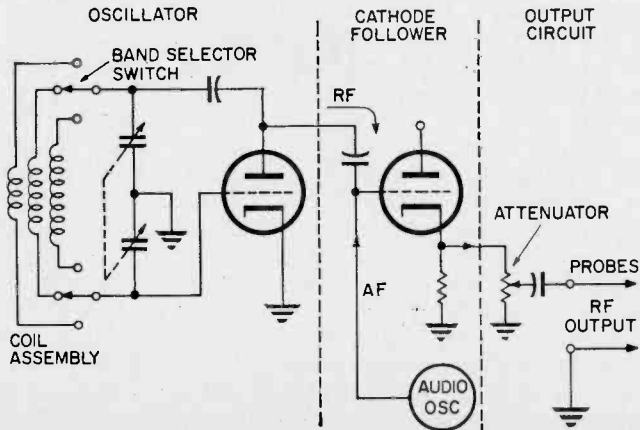 OSCILLATOR
CATHODE
FOLLOWER
OUTPUT
CIRCUIT
BAND SELECTOR
SWITCH
RF
ATTENUATOR
PROBES
AF
RF
OUTPUT
COIL
ASSEMBLY
AUDIO
OSC